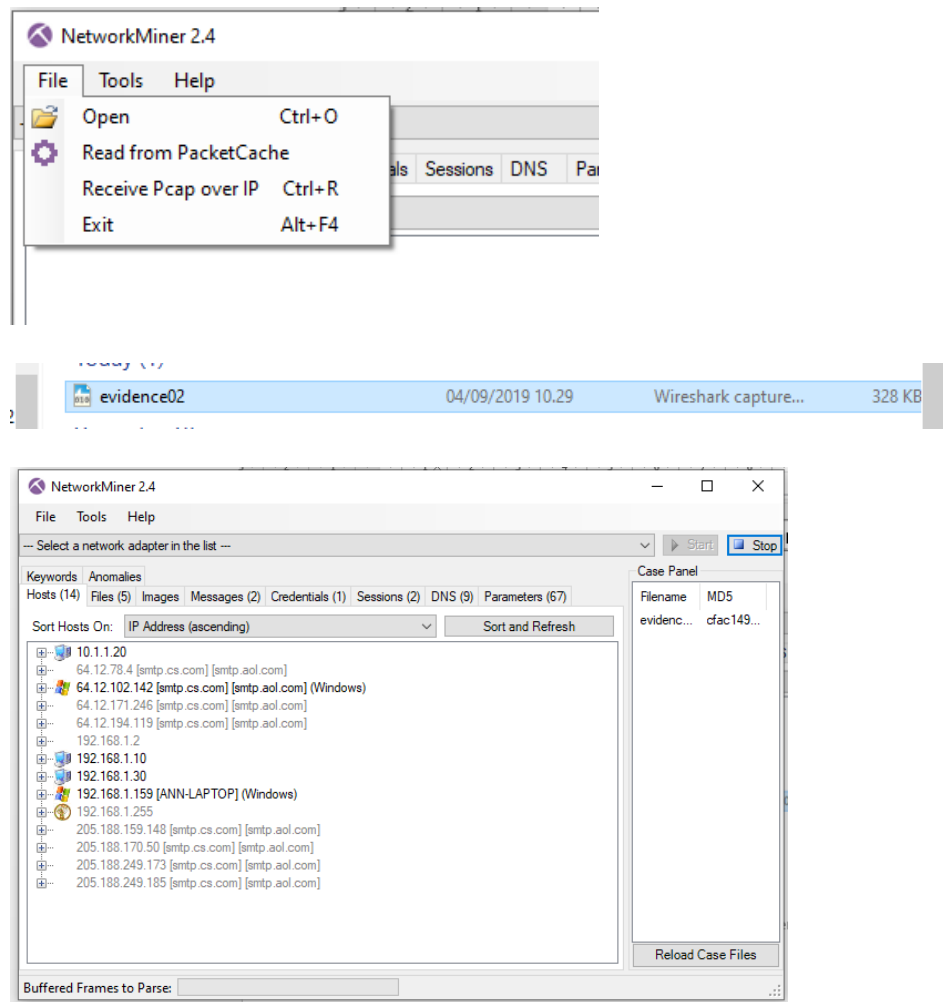 NetworkMiner 2.4
File Tools Help
Open Ctrl+O
Read from PacketCache
als Sessions DNS Par
Receive Pcap over IP Ctrl+R
Exit Alt+F4
evidence02 04/09/2019 10.29 Wireshark capture... 328 KB
NetworkMiner 2.4
File Tools Help
--- Select a network adapter in the list --- Start Stop
Keywords Anomalies
Hosts (14) Files (5) Images Messages (2) Credentials (1) Sessions (2) DNS (9) Parameters (67)
Sort Hosts On: IP Address (ascending) Sort and Refresh
10.1.1.20
64.12.78.4 [smtp.cs.com] [smtp.aol.com]
64.12.102.142 [smtp.cs.com] [smtp.aol.com] (Windows)
64.12.171.246 [smtp.cs.com] [smtp.aol.com]
64.12.194.119 [smtp.cs.com] [smtp.aol.com]
192.168.1.2
192.168.1.10
192.168.1.30
192.168.1.159 [ANN-LAPTOP] (Windows)
192.168.1.255
205.188.159.148 [smtp.cs.com] [smtp.aol.com]
205.188.170.50 [smtp.cs.com] [smtp.aol.com]
205.188.249.173 [smtp.cs.com] [smtp.aol.com]
205.188.249.185 [smtp.cs.com] [smtp.aol.com]
Case Panel
Filename MD5
evidenc... cfac149...
Reload Case Files
Buffered Frames to Parse: